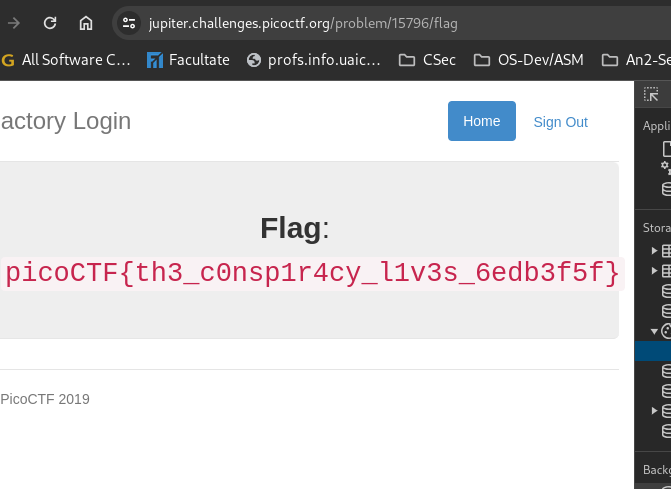 jupiter.challenges.picoctf.org/problem/15796/flag
All Software C... Facultate profs.info.uaic... CSec OS-Dev/ASM An2-Se
actory Login Home Sign Out
Appli
Flag:
Stora
picoCTF{th3_c0nsp1r4cy_l1v3s_6edb3f5f}
PicoCTF 2019
Backg